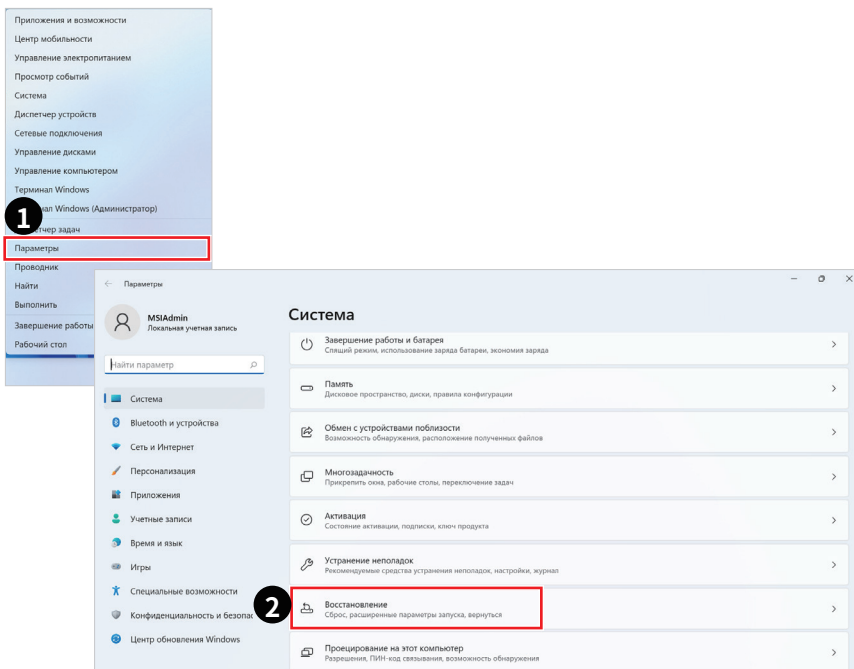 Приложения и возможности
Центр мобильности
Управление электропитанием
Просмотр событий
Система
Диспетчер устройств
Сетевые подключения
Управление дисками
Управление компьютером
Терминал Windows
Windows (Администратор)
1
задач
Параметры
Проводник
Найти
Выполнить
Завершение работы
Рабочий стол
Параметры
MSIAdmin
Локальная учетная запись
Найти параметр
Система
Bluetooth и устройства
Сеть и Интернет
Персонализация
Приложения
Учетные записи
Время и язык
Игры
Специальные возможности
Конфиденциальность и безопас
Центр обновления Windows
Система
Завершение работы и батарея
Спящий режим, использование заряда батареи, экономия заряда
Память
Дисковое пространство, диски, правила конфигурации
Обмен с устройствами поблизости
Возможность обнаружения, расположение полученных файлов
Многозадачность
Прикрепить окна, рабочие столы, переключение задач
Активация
Состояние активации, подписки, ключ продукта
Устранение неполадок
Рекомендуемые средства устранения неполадок, настройки, журнал
2
Восстановление
Сброс, расширенные параметры запуска, вернуться
Проецирование на этот компьютер
Разрешения, ПИН-код связывания, возможность обнаружения